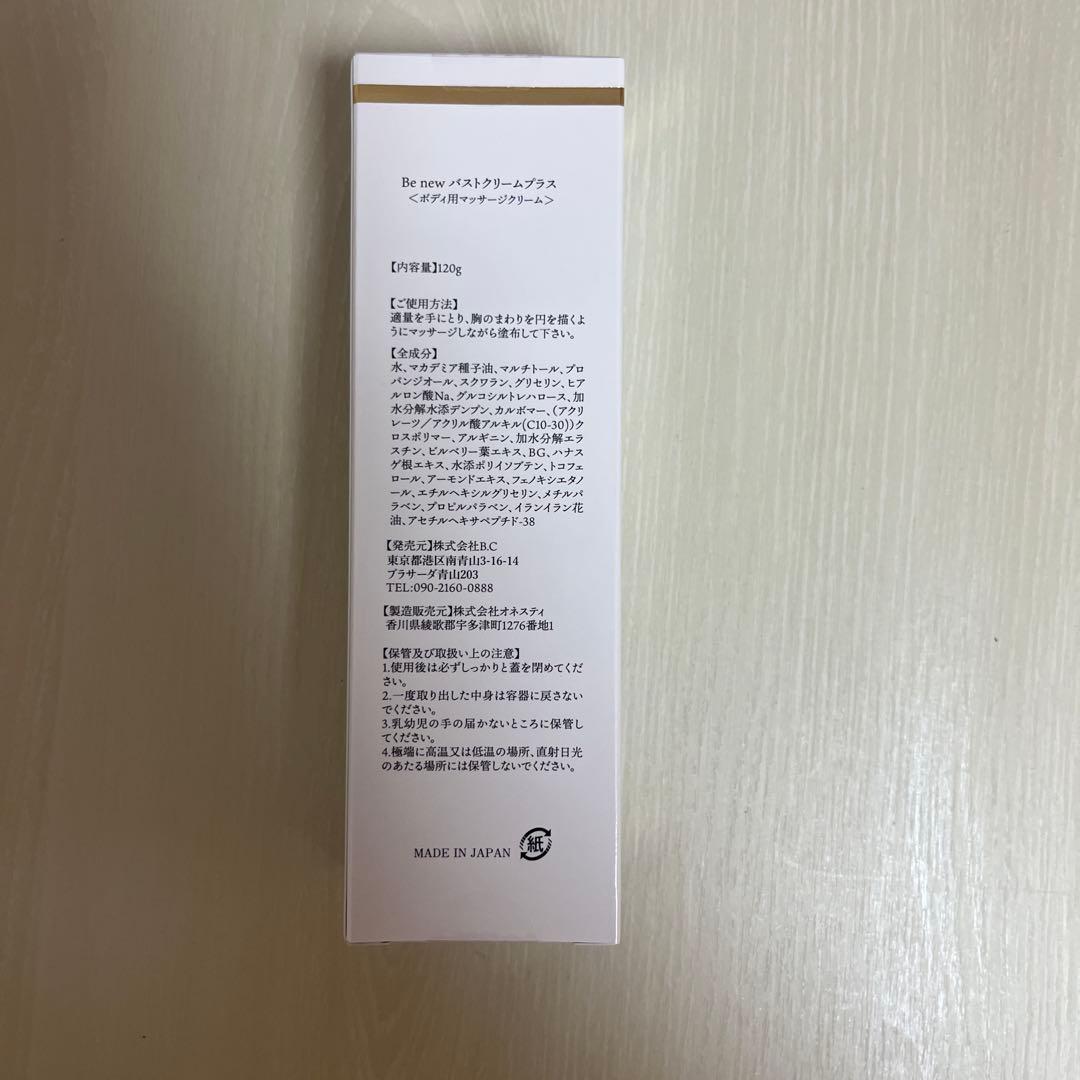 Be new バストクリームプラス
＜ボディ用マッサージクリーム＞
【内容量】120g
【ご使用方法】
適量を手にとり、胸のまわりを円を描くよ
うにマッサージしながら塗布して下さい。
【全成分】
水、マカデミア種子油、マルチトール、プロ
パンジオール、スクワラン、グリセリン、ヒア
ルロン酸Na、グルコシルトレハロース、加
水分解水添デンプン、カルボマー、(アクリ
レーツ／アクリル酸アルキル(C10-30))ク
ロスポリマー、アルギニン、加水分解エラ
スチン、ビルベリー葉エキス、BG、ハナス
ゲ根エキス、水添ポリイソブテン、トコフェ
ロール、アーモンドエキス、フェノキシエタノ
ール、エチルヘキシルグリセリン、メチルパ
ラベン、プロピルパラベン、イランイラン花
油、アセチルヘキサペプチド-38
【発売元】株式会社B.C
東京都港区南青山3-16-14
プラサーダ青山203
TEL:090-2160-0888
【製造販売元】株式会社オネスティ
香川県綾歌郡宇多津町1276番地1
【保管及び取扱い上の注意】
1.使用後は必ずしっかりと蓋を閉めてくだ
さい。
2.一度取り出した中身は容器に戻さない
でください。
3.乳幼児の手の届かないところに保管し
てください。
4.極端に高温又は低温の場所、直射日光
のあたる場所には保管しないでください。
MADE IN JAPAN 紙